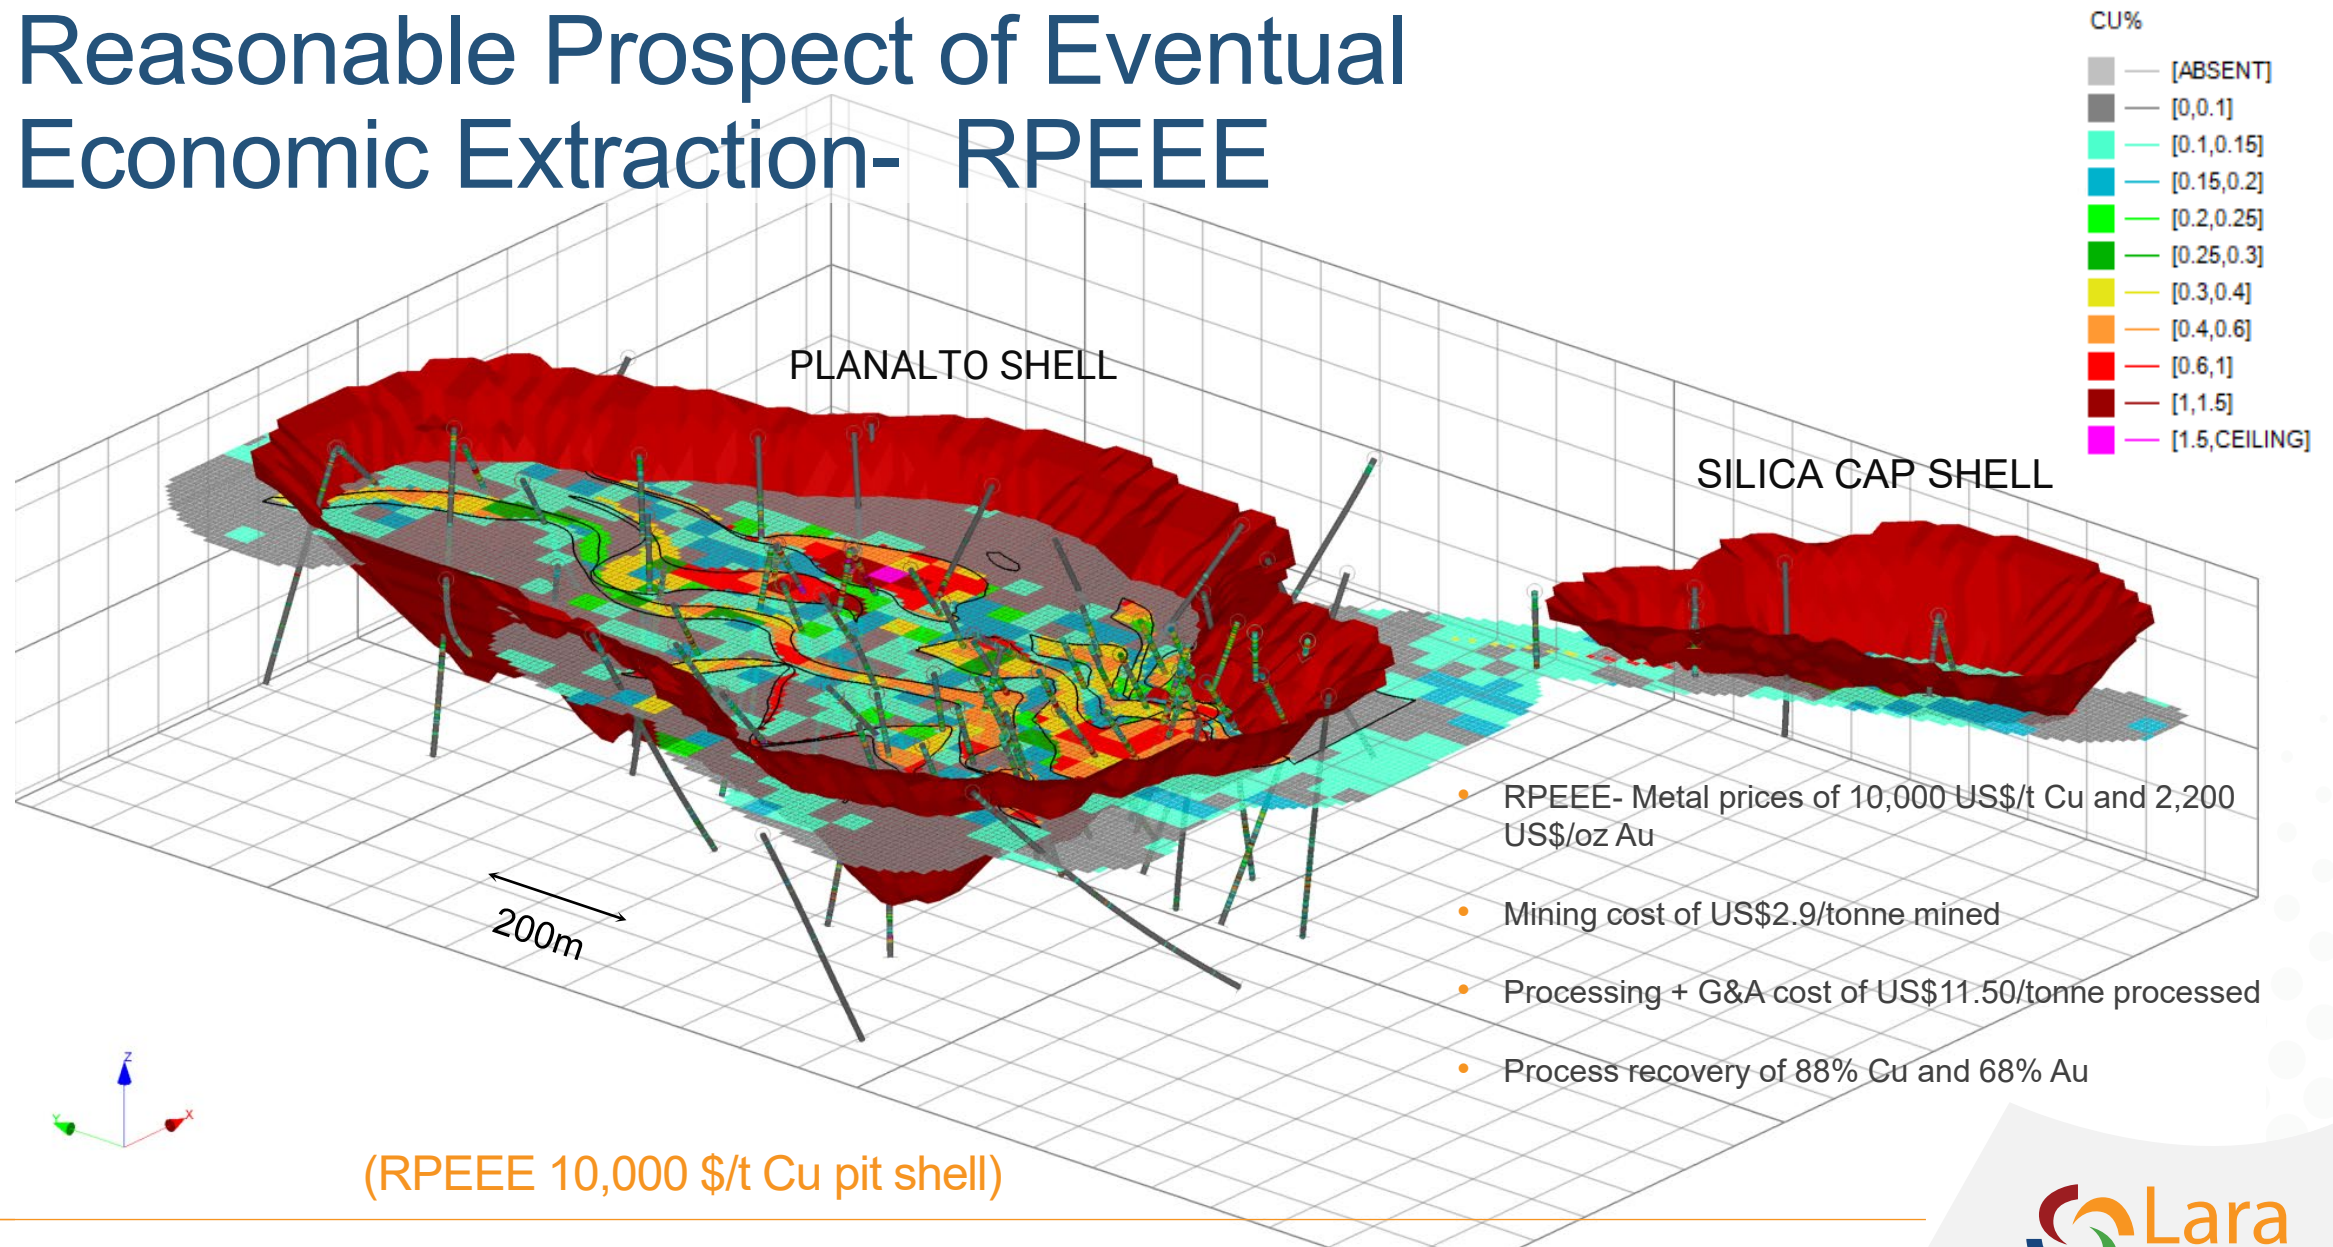 Reasonable Prospect of Eventual
Economic Extraction- RPEEE
CU%
[ABSENT]
[0,0.1]
[0.1,0.15]
[0.15,0.2]
[0.2,0.25]
[0.25,0.3]
[0.3,0.4]
[0.4,0.6]
[0.6,1]
[1,1.5]
[1.5,CEILING]
PLANALTO SHELL
SILICA CAP SHELL
• RPEEE- Metal prices of 10,000 US$/t Cu and 2,200
US$/oz Au
• Mining cost of US$2.9/tonne mined
• Processing + G&A cost of US$11.50/tonne processed
• Process recovery of 88% Cu and 68% Au
200m
Z
Y
X
(RPEEE 10,000 $/t Cu pit shell)
Lara